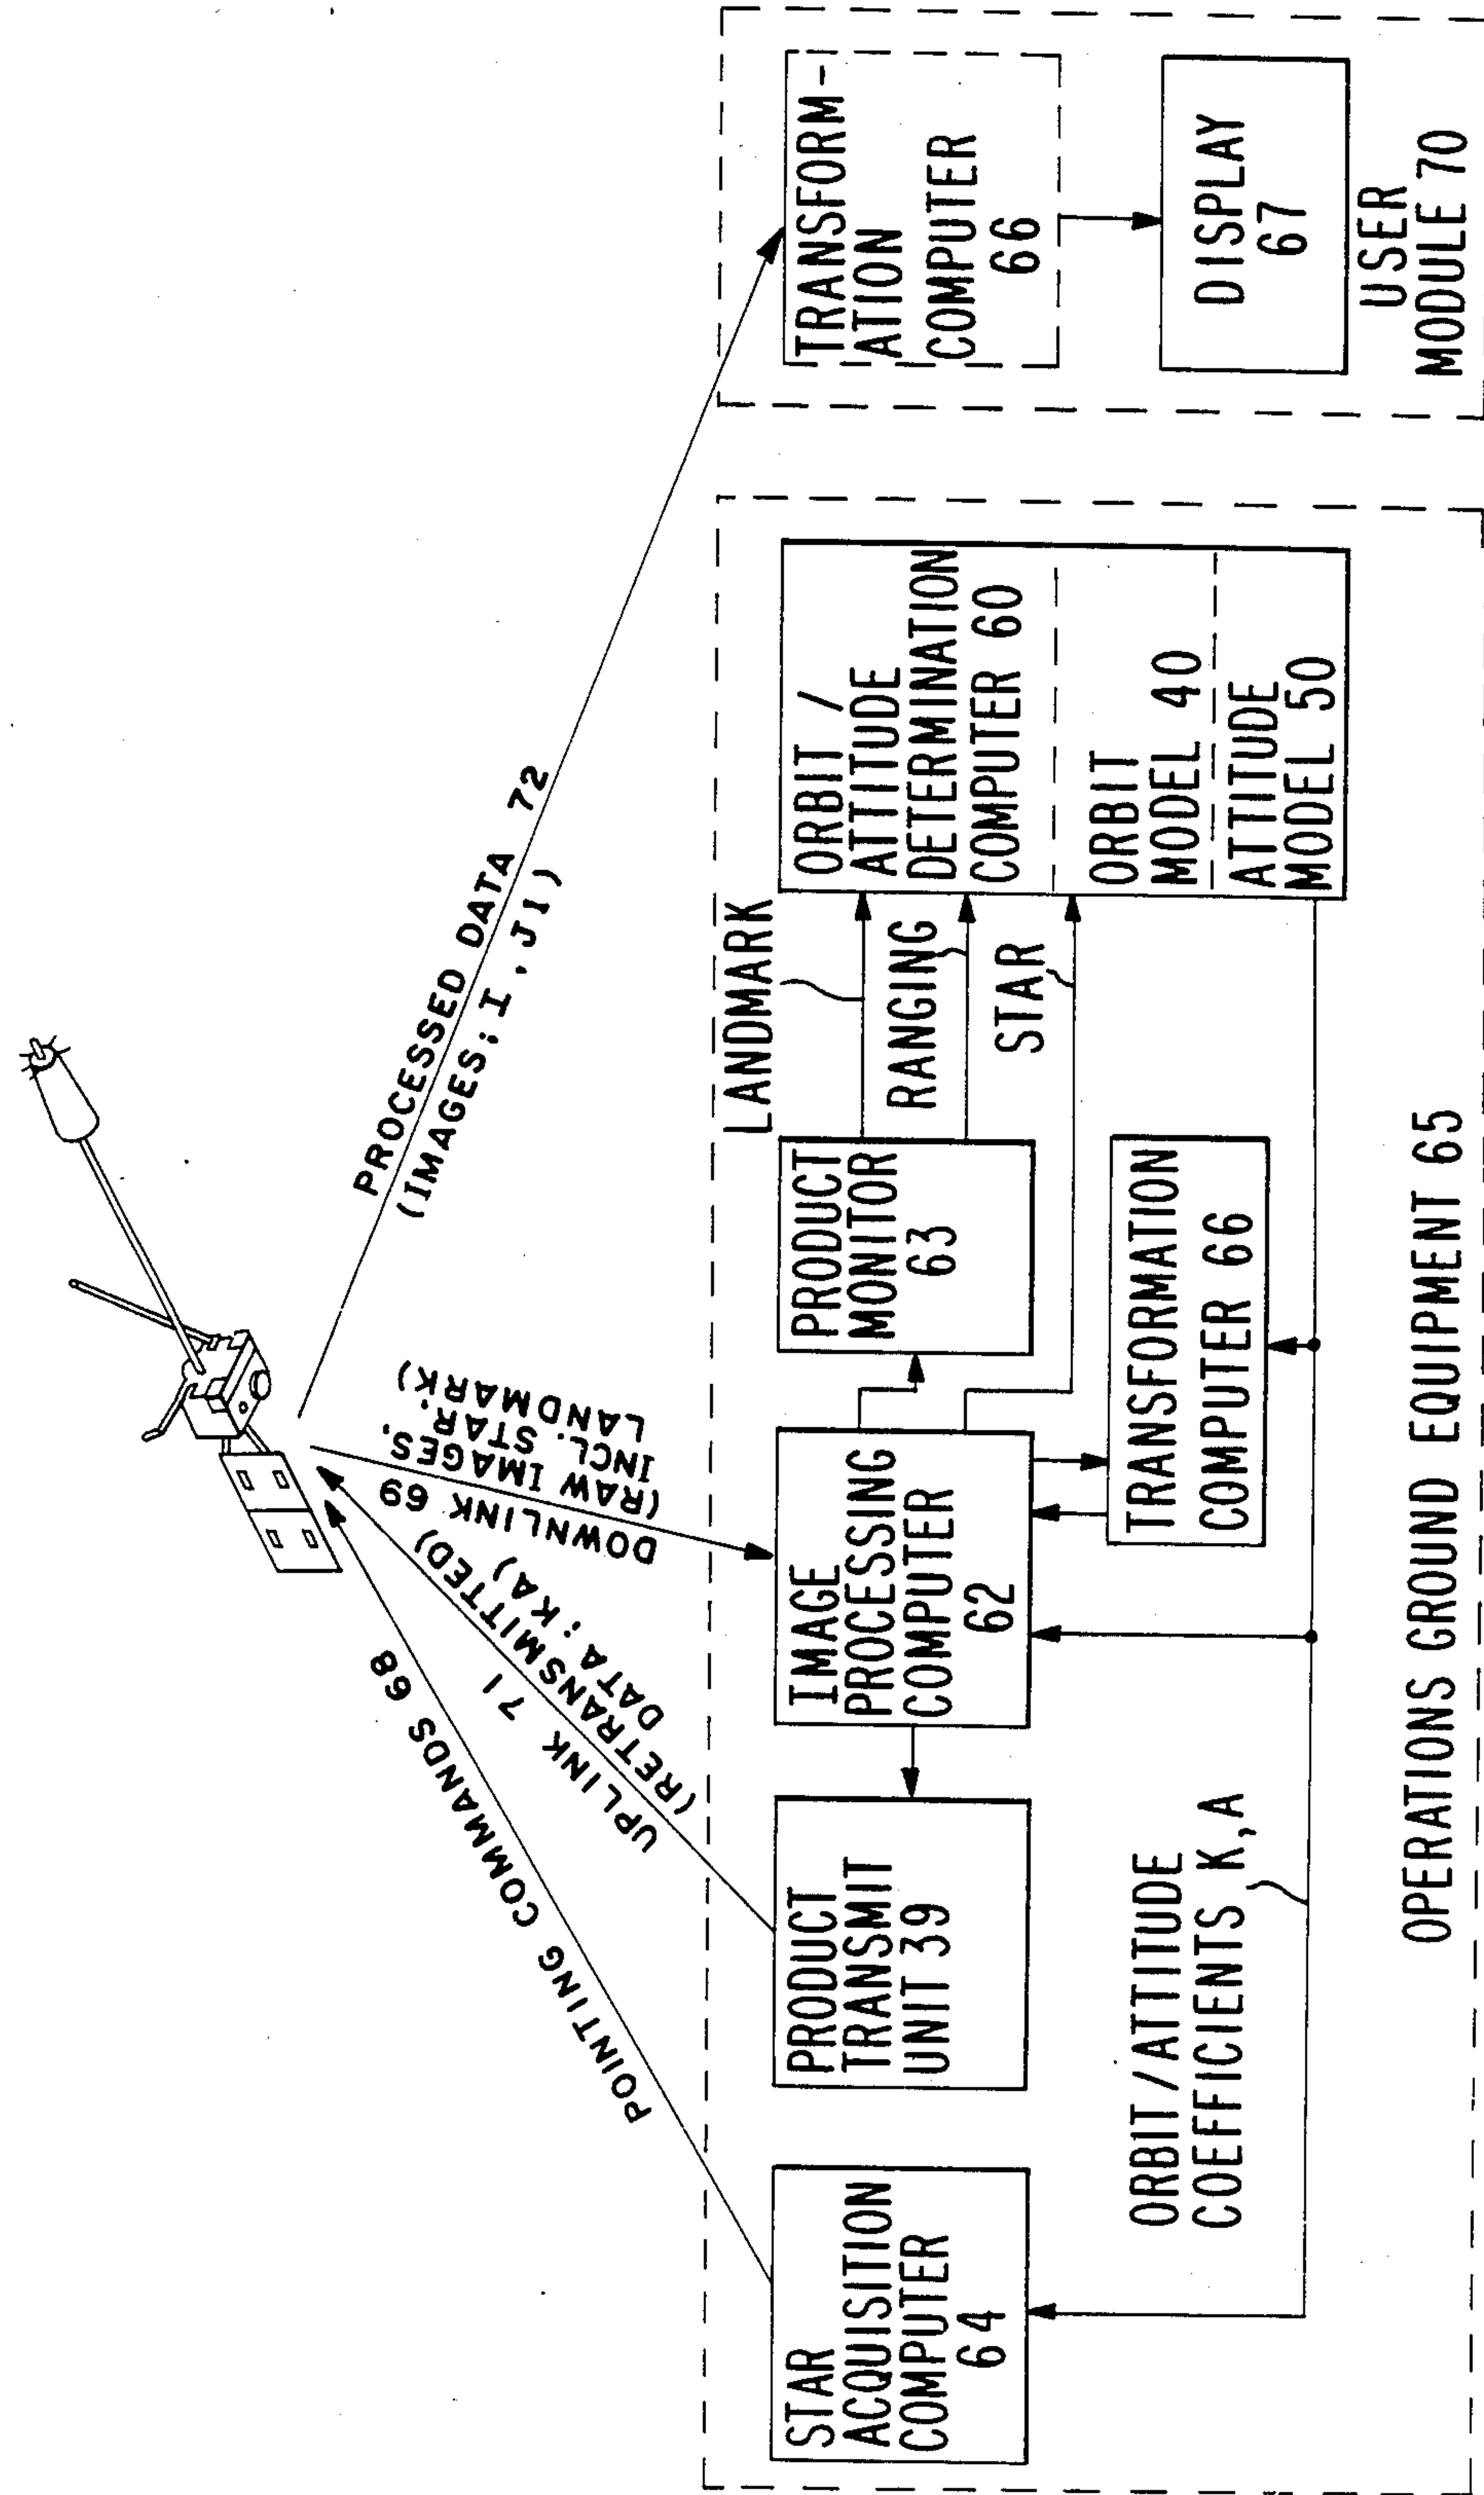 PROCESSED DATA 72
(IMAGES: I, J1)
POINTING COMMANDS 68
UPLINK 71
(RETRANSMITTED)
DATA: KA)
DOWNLINK 69
(RAW IMAGES.
INCL. STAR.
LANDMARK)
STAR
ACQUISITION
COMPUTER
64
PRODUCT
TRANSMIT
UNIT 39
IMAGE
PROCESSING
COMPUTER
62
PRODUCT
MONITOR
63
LANDMARK
RANGING
STAR
ORBIT /
ATTITUDE
DETERMINATION
COMPUTER 60
ORBIT
MODEL 40
ATTITUDE
MODEL 50
TRANSFORMATION
COMPUTER 66
ORBIT/ATTITUDE
COEFFICIENTS K,A
OPERATIONS GROUND EQUIPMENT 65
TRANSFORM-
ATION
COMPUTER
66
DISPLAY
67
USER
MODULE 70